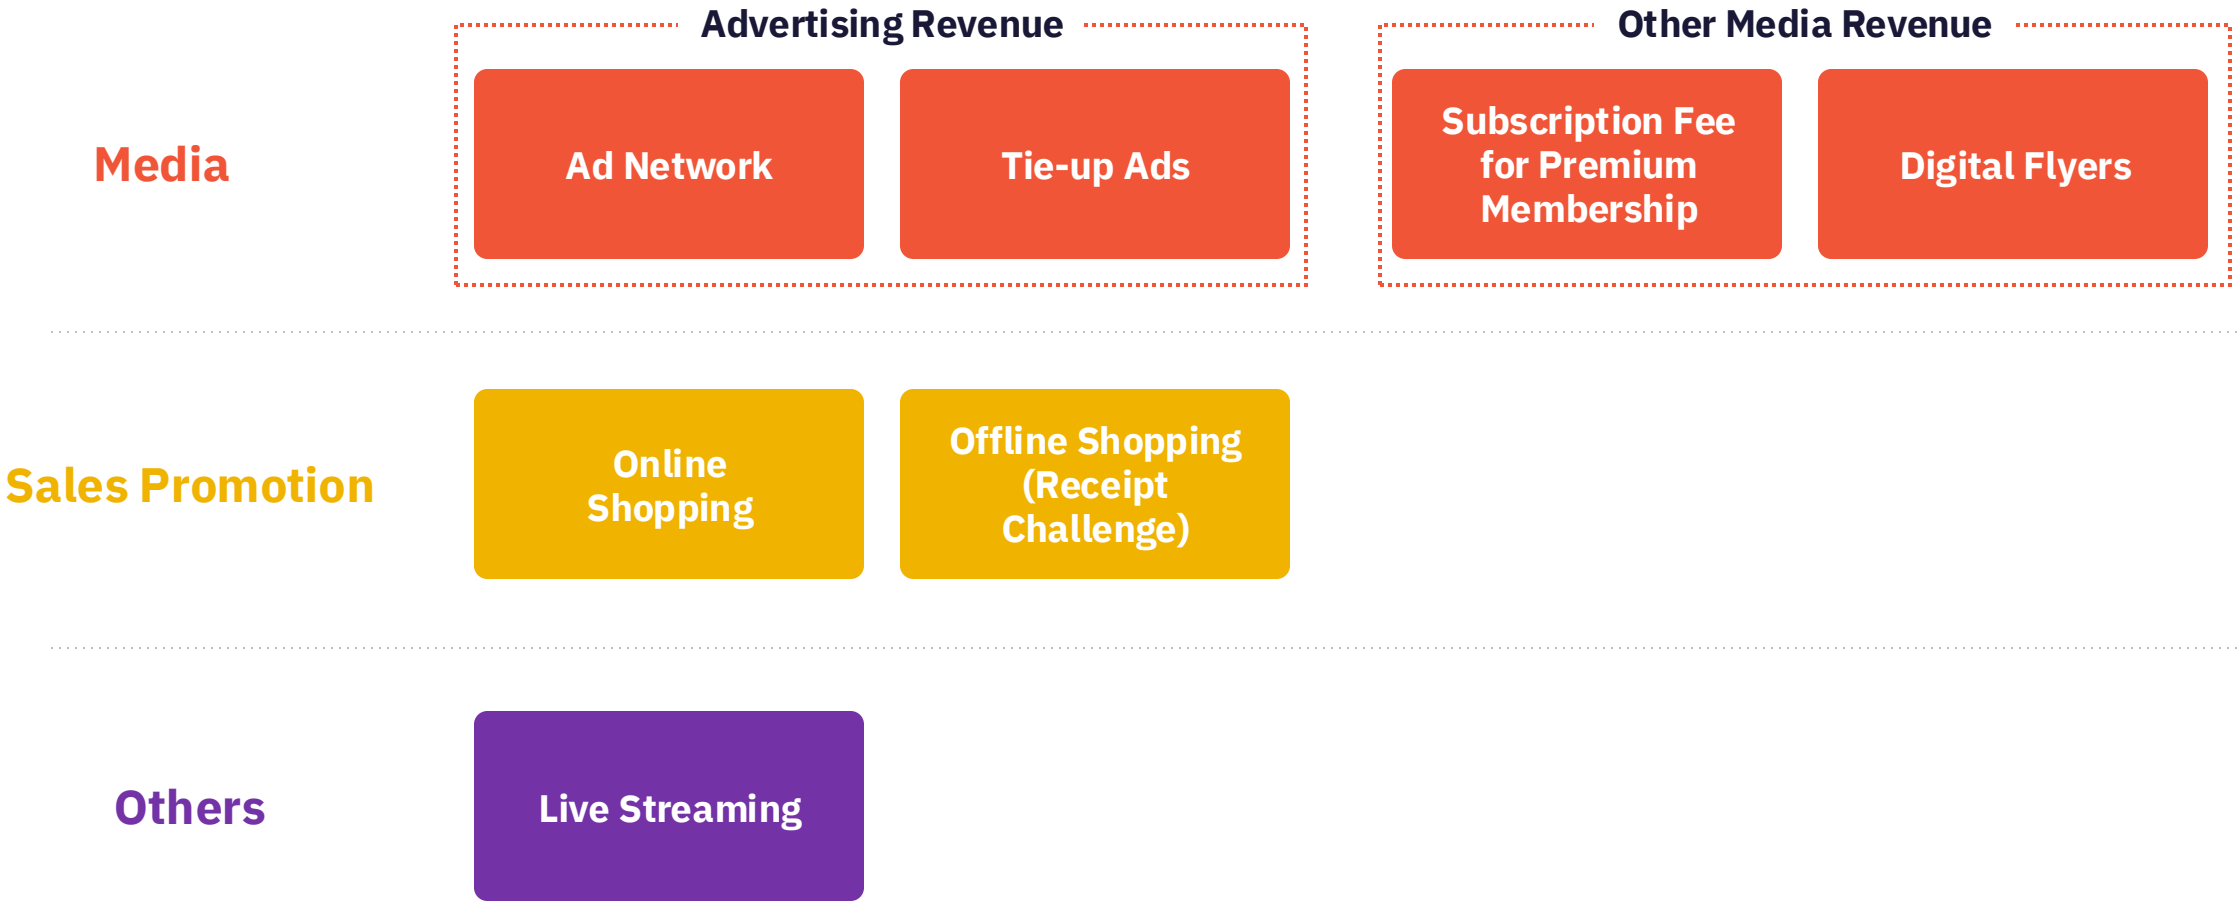 Advertising Revenue
Other Media Revenue
Media
Ad Network
Tie-up Ads
Subscription Fee
for Premium
Membership
Digital Flyers
Sales Promotion
Online
Shopping
Offline Shopping
(Receipt
Challenge)
Others
Live Streaming